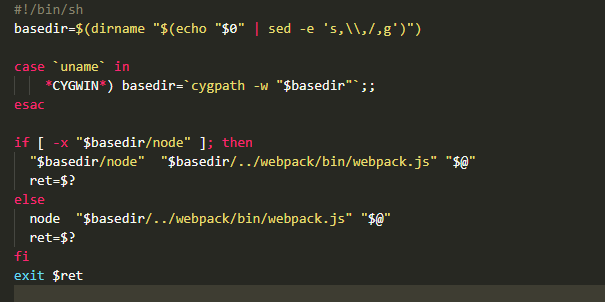 #!/bin/sh
basedir=$(dirname "$(echo "$0" | sed -e 's,\\,/,g')")
case `uname` in
*CYGWIN*) basedir=`cygpath -w "$basedir"`;;
esac
if [ -x "$basedir/node" ]; then
"$basedir/node"  "$basedir/../webpack/bin/webpack.js" "$@"
ret=$?
else
node  "$basedir/../webpack/bin/webpack.js" "$@"
ret=$?
fi
exit $ret